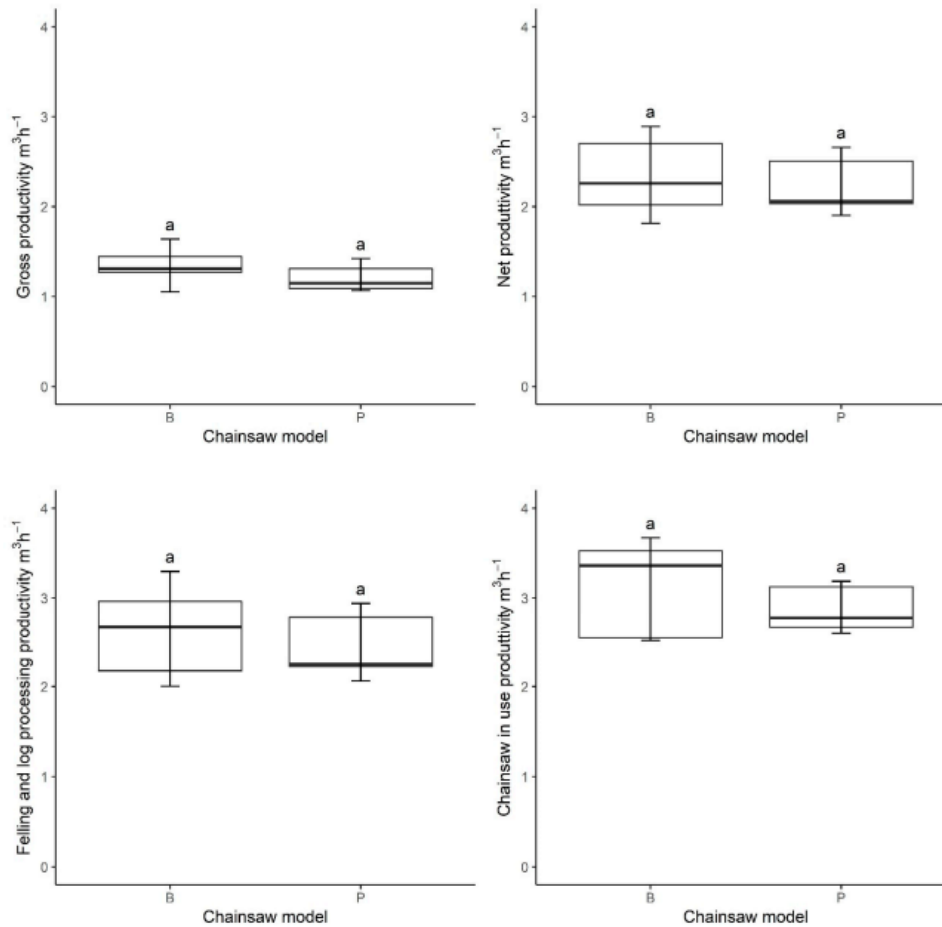 Gross productivity m³h⁻¹
4
3
2
1
0
a
a
B
P
Chainsaw model
Net produttivity m³h⁻¹
4
3
2
1
0
a
a
B
P
Chainsaw model
Felling and log processing productivity m³h⁻¹
4
3
2
1
0
a
a
B
P
Chainsaw model
Chainsaw in use produttivity m³h⁻¹
4
3
2
1
0
a
a
B
P
Chainsaw model